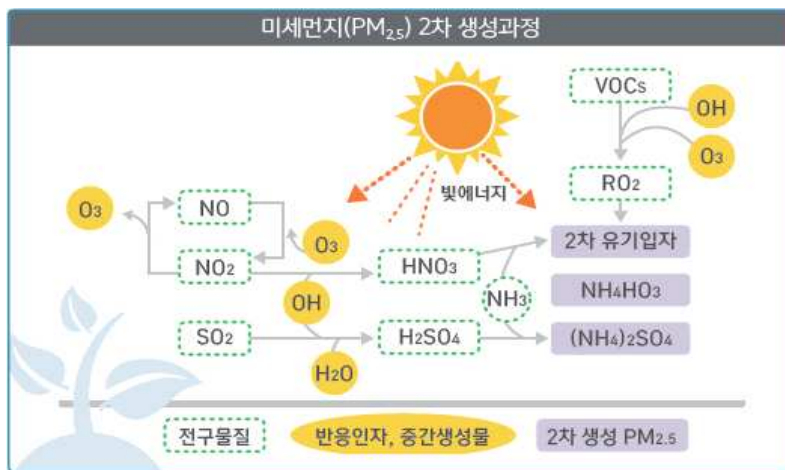 미세먼지(PM2.5) 2차 생성과정
VOCs
OH
O3
빛에너지
RO2
O3
NO
O3
2차 유기입자
NO2
HNO3
OH
NH3
NH4HO3
SO2
H2SO4
(NH4)2SO4
H2O
전구물질
반응인자, 중간생성물
2차 생성 PM2.5